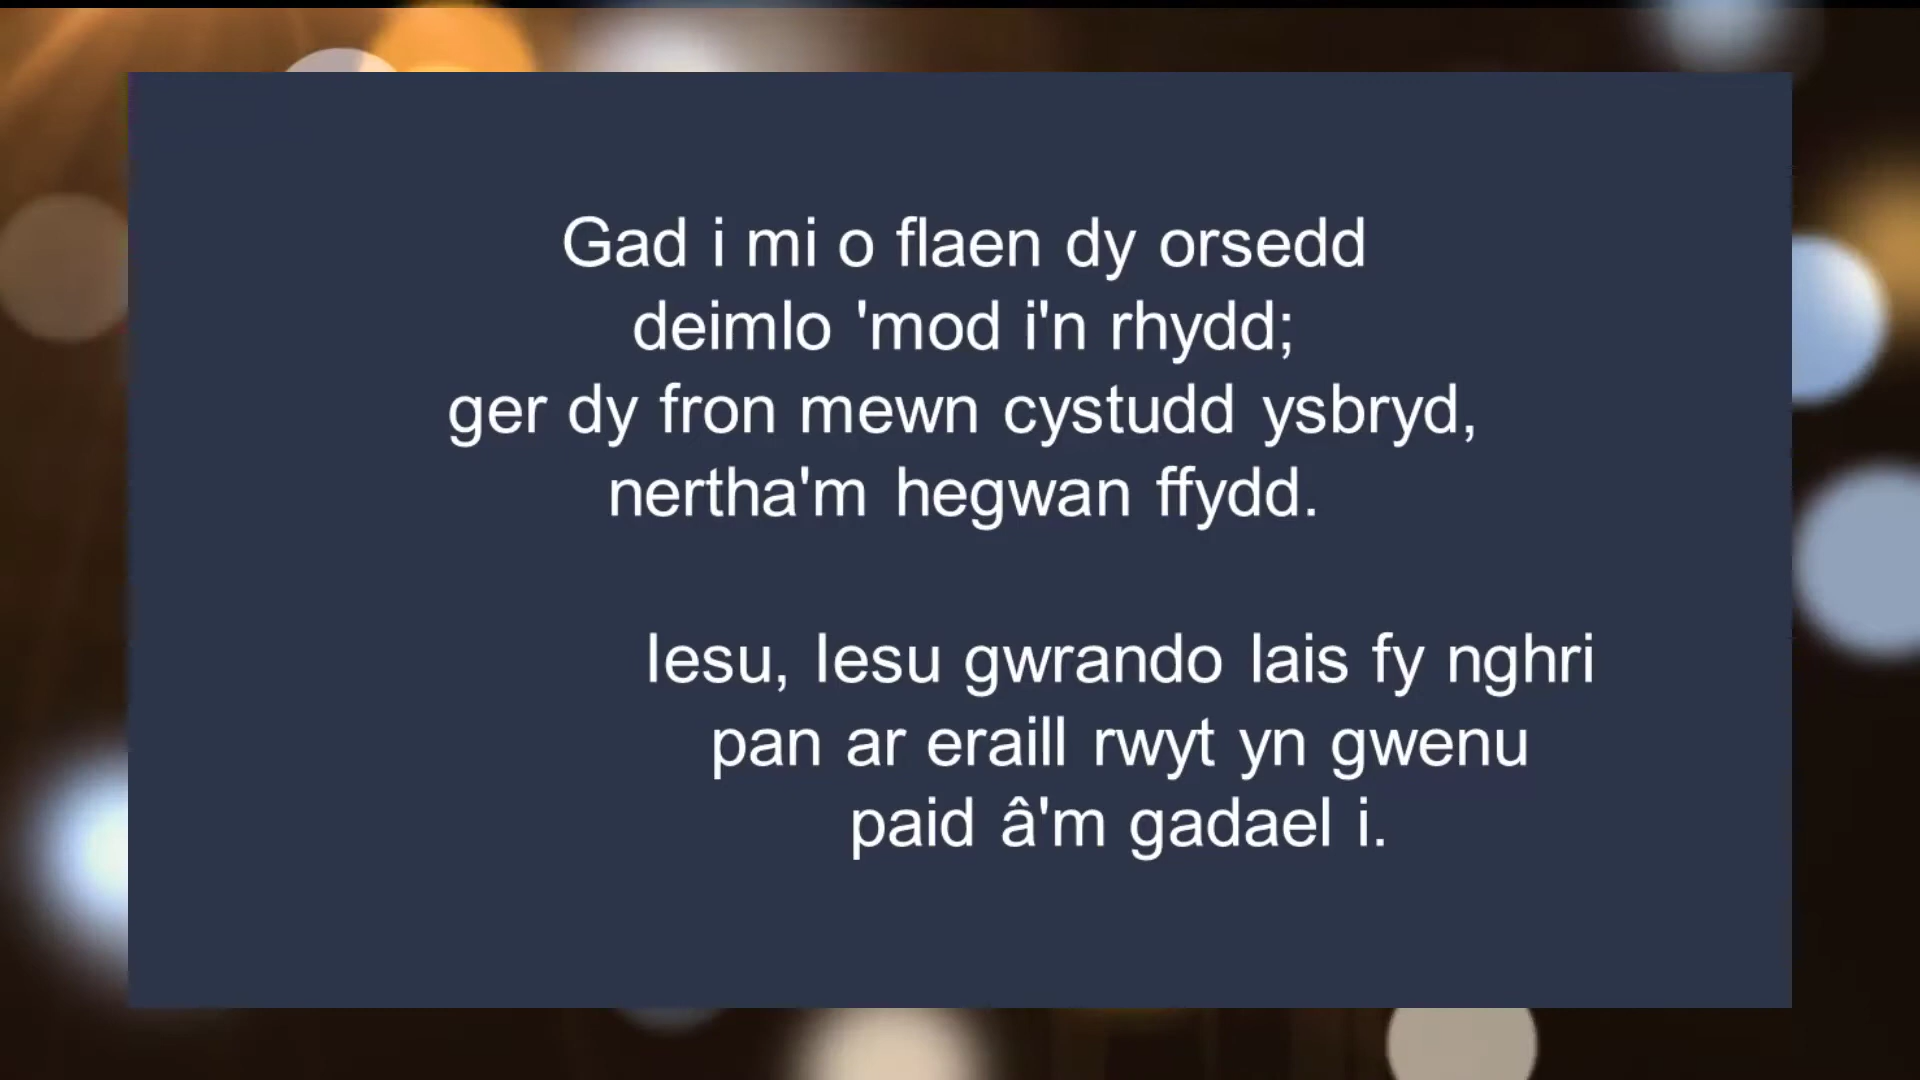 Gad i mi o flaen dy orsedd
deimlo 'mod i'n rhydd;
ger dy fron mewn cystudd ysbryd,
nertha'm hegwan ffydd.
Iesu, Iesu gwrando lais fy nghri
pan ar eraill rwyt yn gwenu
paid â'm gadael i.